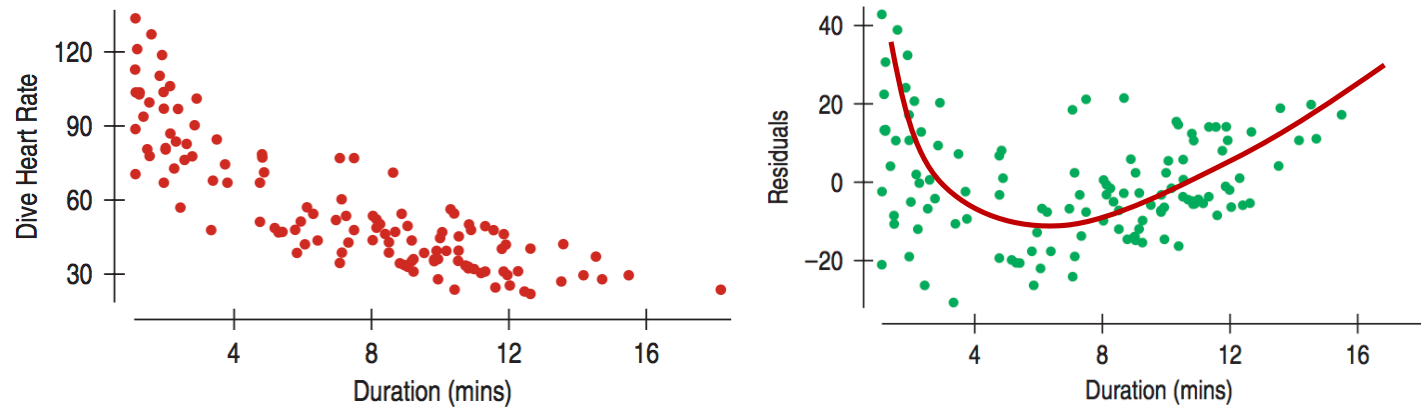 Dive Heart Rate
120
90
60
30
4 8 12 16
Duration (mins)
Residuals
40
20
0
−20
4 8 12 16
Duration (mins)